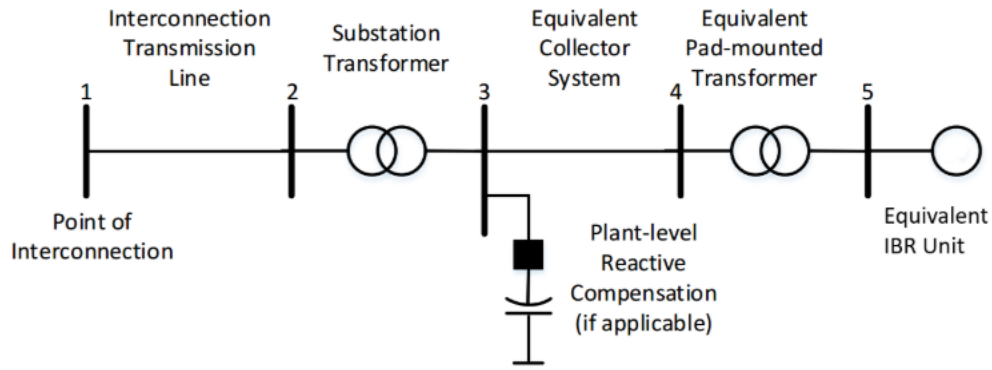 Interconnection
Transmission
Line
Substation
Transformer
Equivalent
Collector
System
Equivalent
Pad-mounted
Transformer
1
2
3
4
5
Point of
Interconnection
Plant-level
Reactive
Compensation
(if applicable)
Equivalent
IBR Unit